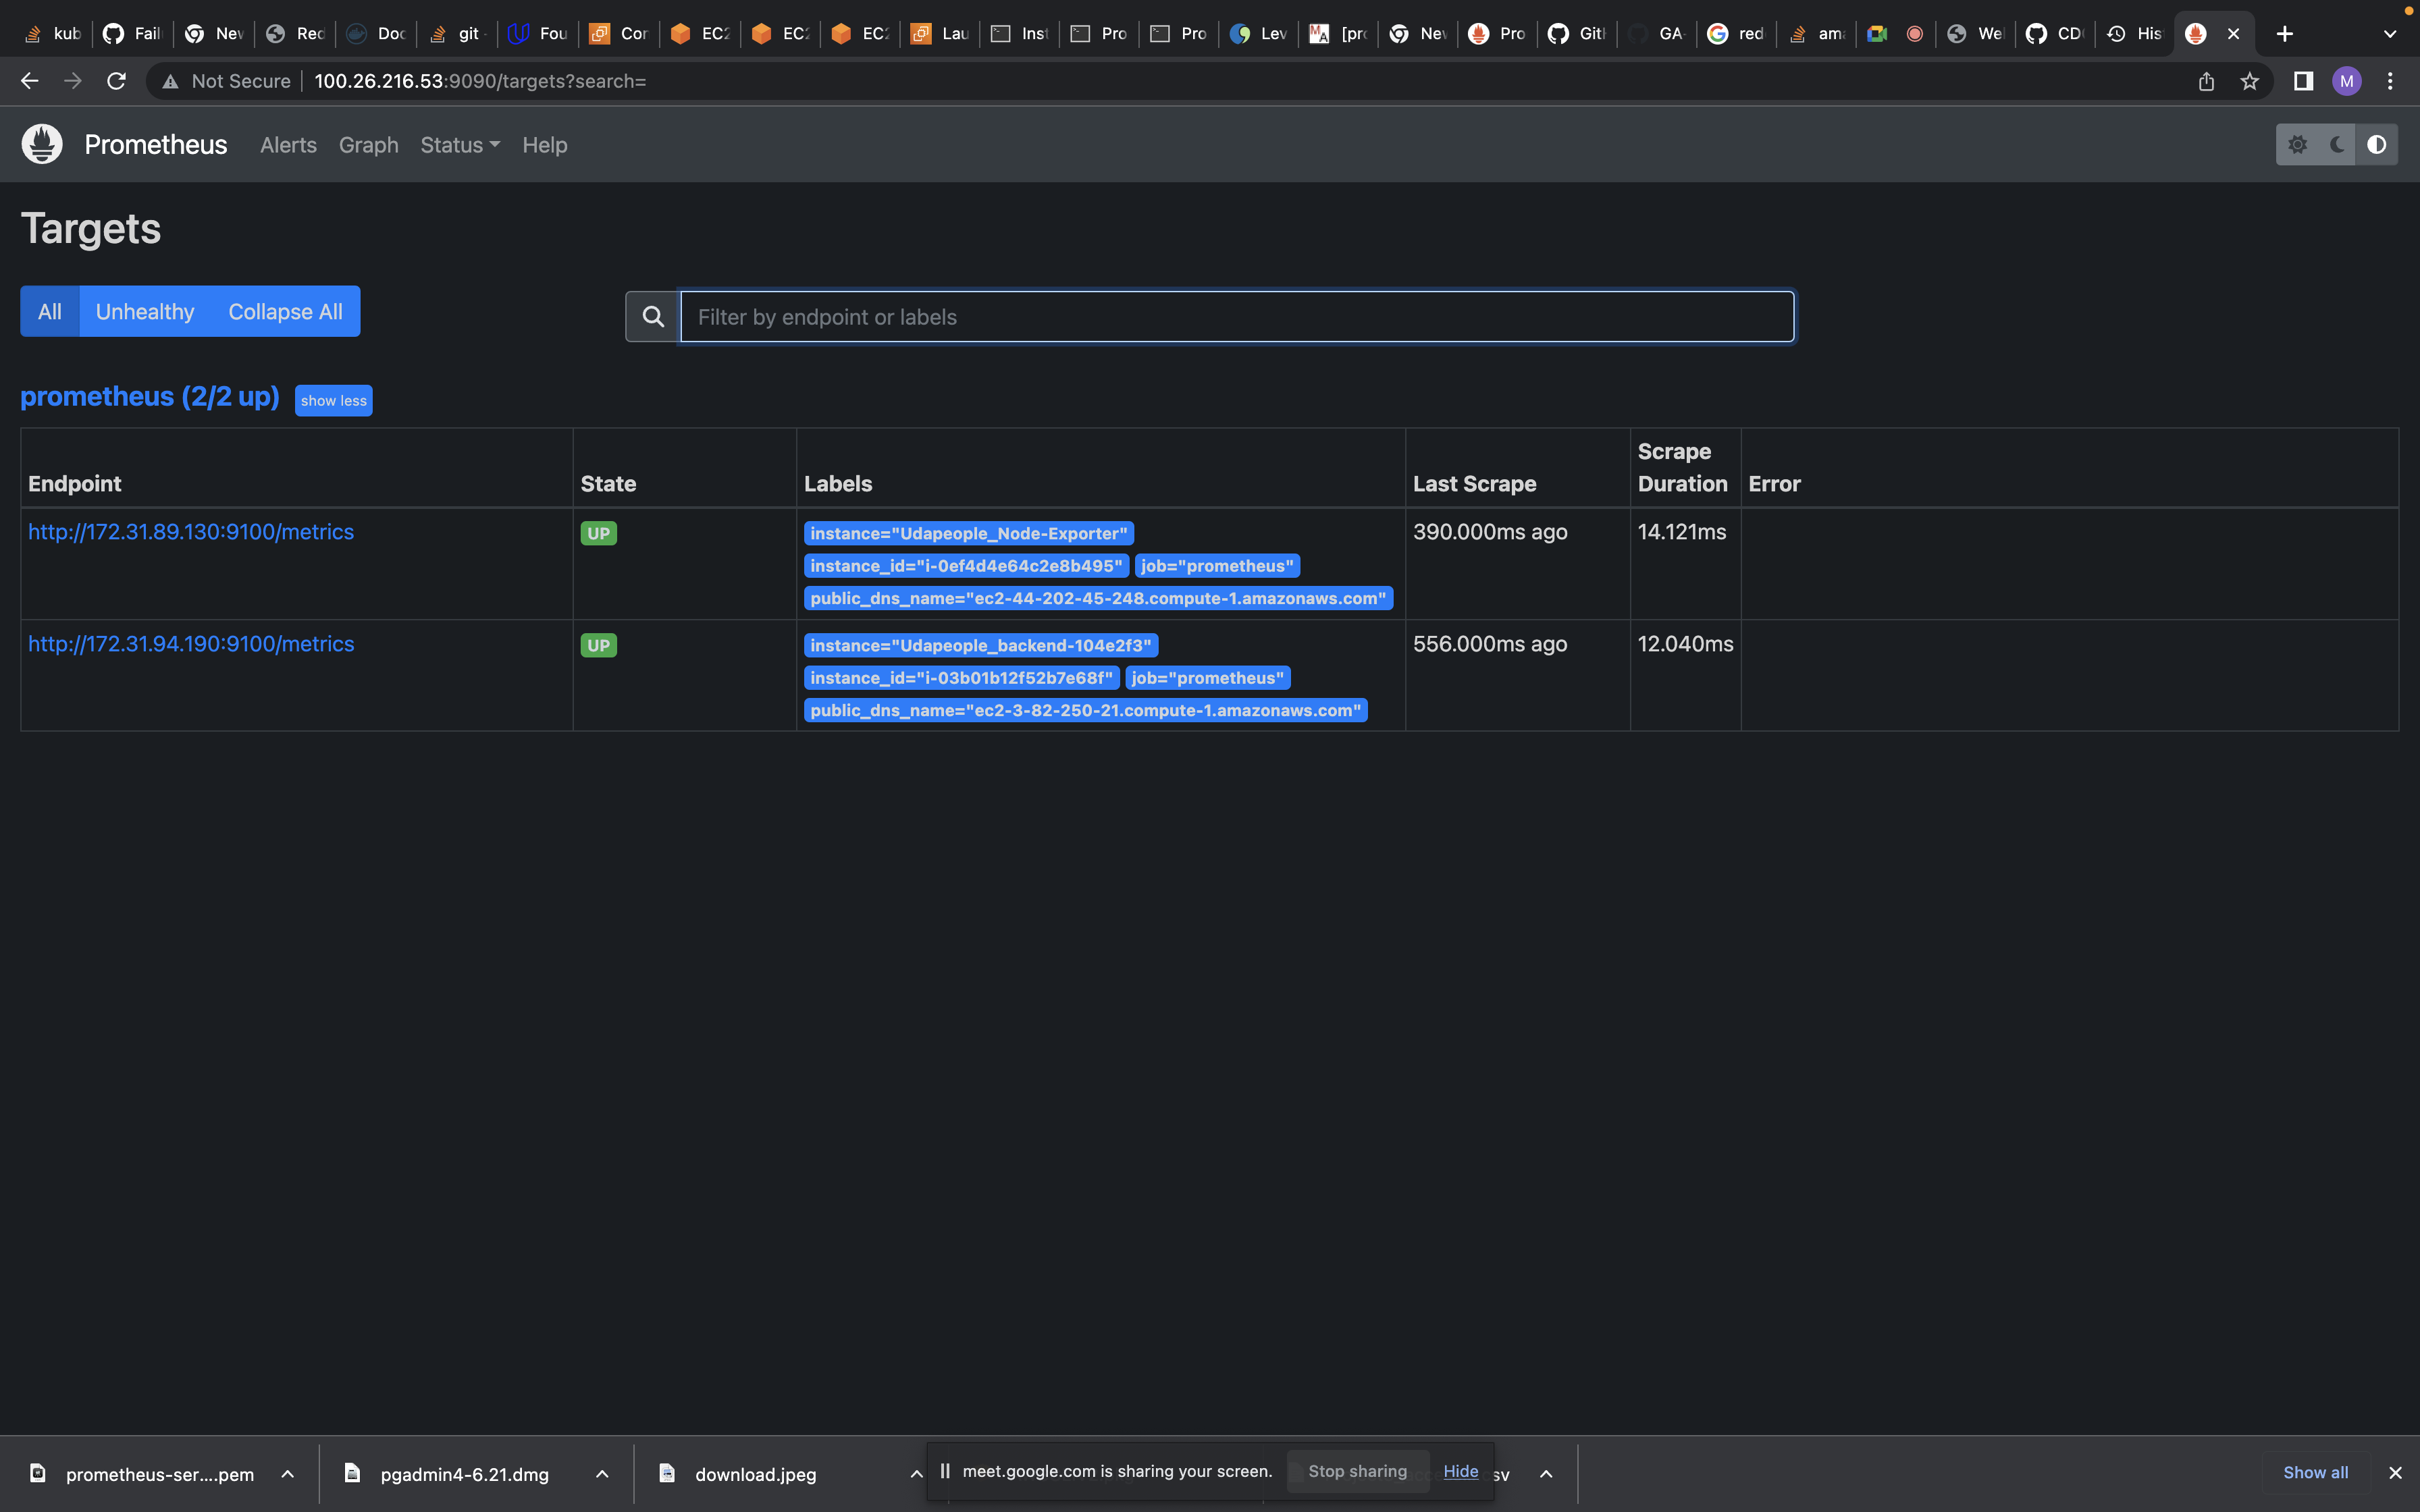 kub Fail New Red Doc git - Fou Cor EC2 EC2 EC2 Lau Inst Pro Pro Lev [pro New Pro Git GA- red ama Wel CD His
Not Secure 100.26.216.53:9090/targets?search= M
Prometheus Alerts Graph Status Help
Targets
All Unhealthy Collapse All Filter by endpoint or labels
prometheus (2/2 up) show less
Endpoint State Labels Last Scrape Scrape Duration Error
http://172.31.89.130:9100/metrics UP instance="Udapeople_Node-Exporter" 390.000ms ago 14.121ms
instance_id="i-0ef4d4e64c2e8b495" job="prometheus"
public_dns_name="ec2-44-202-45-248.compute-1.amazonaws.com"
http://172.31.94.190:9100/metrics UP instance="Udapeople_backend-104e2f3" 556.000ms ago 12.040ms
instance_id="i-03b01b12f52b7e68f" job="prometheus"
public_dns_name="ec2-3-82-250-21.compute-1.amazonaws.com"
prometheus-ser....pem pgadmin4-6.21.dmg download.jpeg meet.google.com is sharing your screen. Stop sharing Hide sv Show all